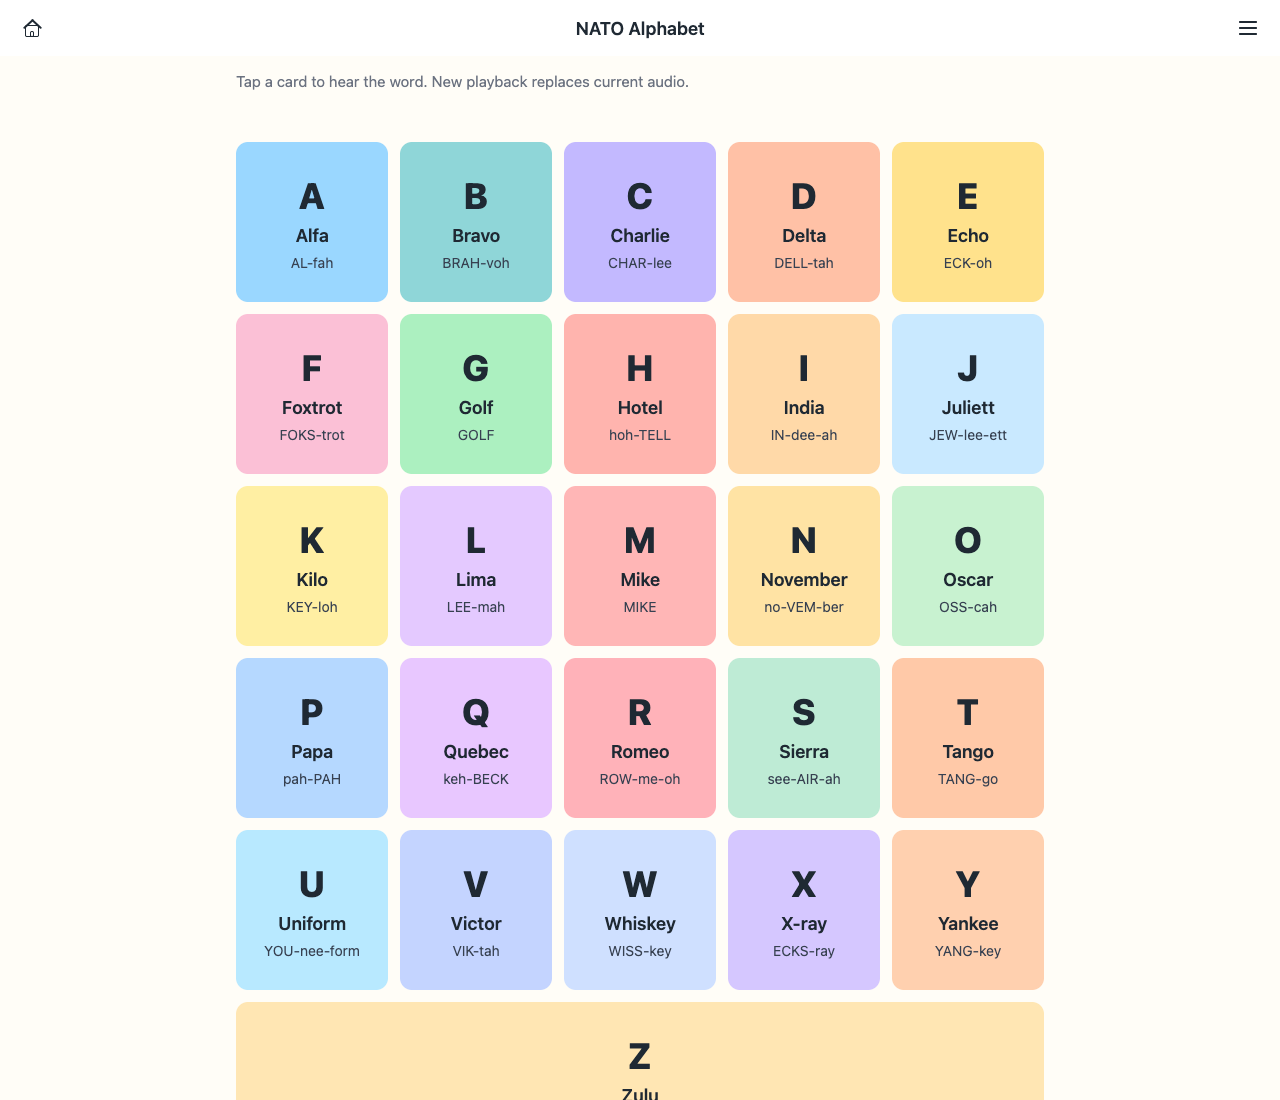 NATO Alphabet
Tap a card to hear the word. New playback replaces current audio.
A
Alfa
AL-fah
B
Bravo
BRAH-voh
C
Charlie
CHAR-lee
D
Delta
DELL-tah
E
Echo
ECK-oh
F
Foxtrot
FOKS-trot
G
Golf
GOLF
H
Hotel
hoh-TELL
I
India
IN-dee-ah
J
Juliett
JEW-lee-ett
K
Kilo
KEY-loh
L
Lima
LEE-mah
M
Mike
MIKE
N
November
no-VEM-ber
O
Oscar
OSS-cah
P
Papa
pah-PAH
Q
Quebec
keh-BECK
R
Romeo
ROW-me-oh
S
Sierra
see-AIR-ah
T
Tango
TANG-go
U
Uniform
YOU-nee-form
V
Victor
VIK-tah
W
Whiskey
WISS-key
X
X-ray
ECKS-ray
Y
Yankee
YANG-key
Z
Zulu